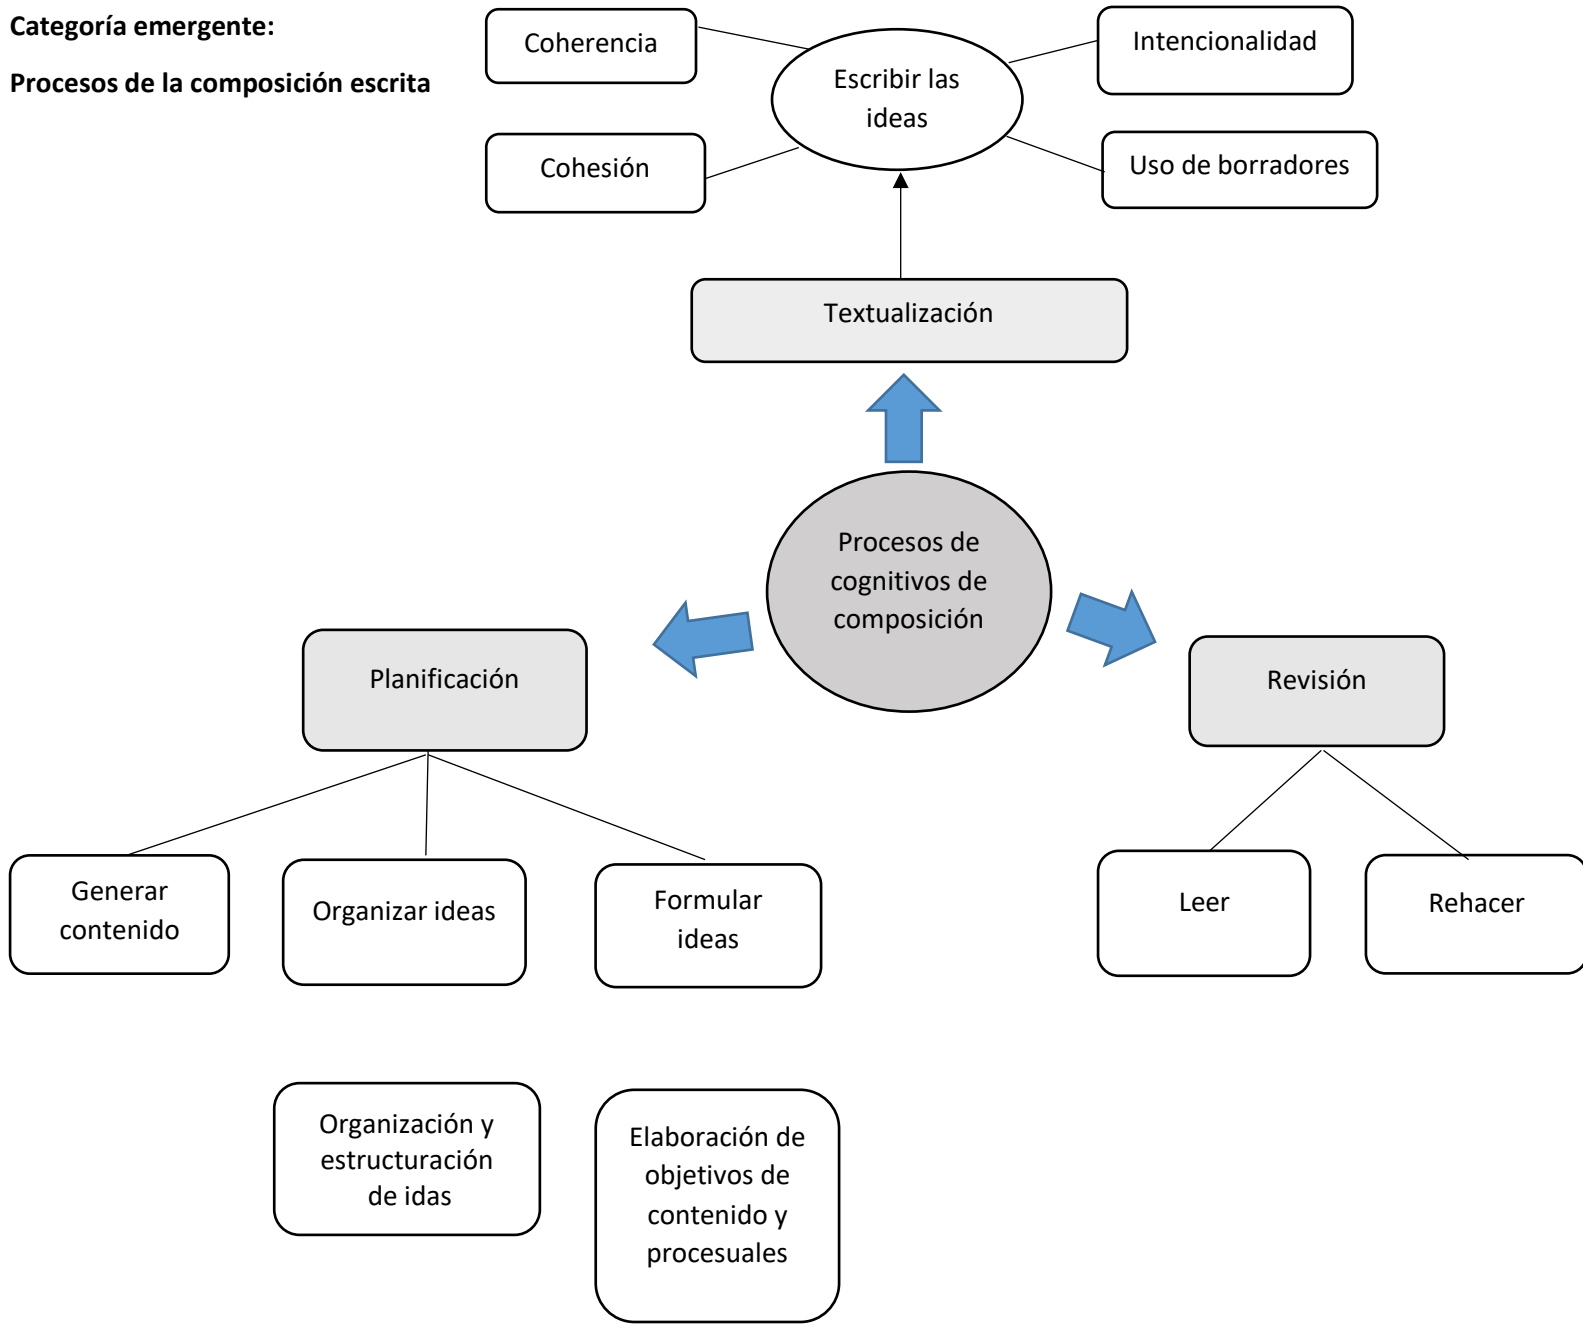 Categoría emergente:
Procesos de la composición escrita
Coherencia
Cohesión
Escribir las
ideas
Intencionalidad
Uso de borradores
Textualización
Procesos de
cognitivos de
composición
Planificación
Revisión
Generar
contenido
Organizar ideas
Formular
ideas
Leer
Rehacer
Organización y
estructuración
de idas
Elaboración de
objetivos de
contenido y
procesuales